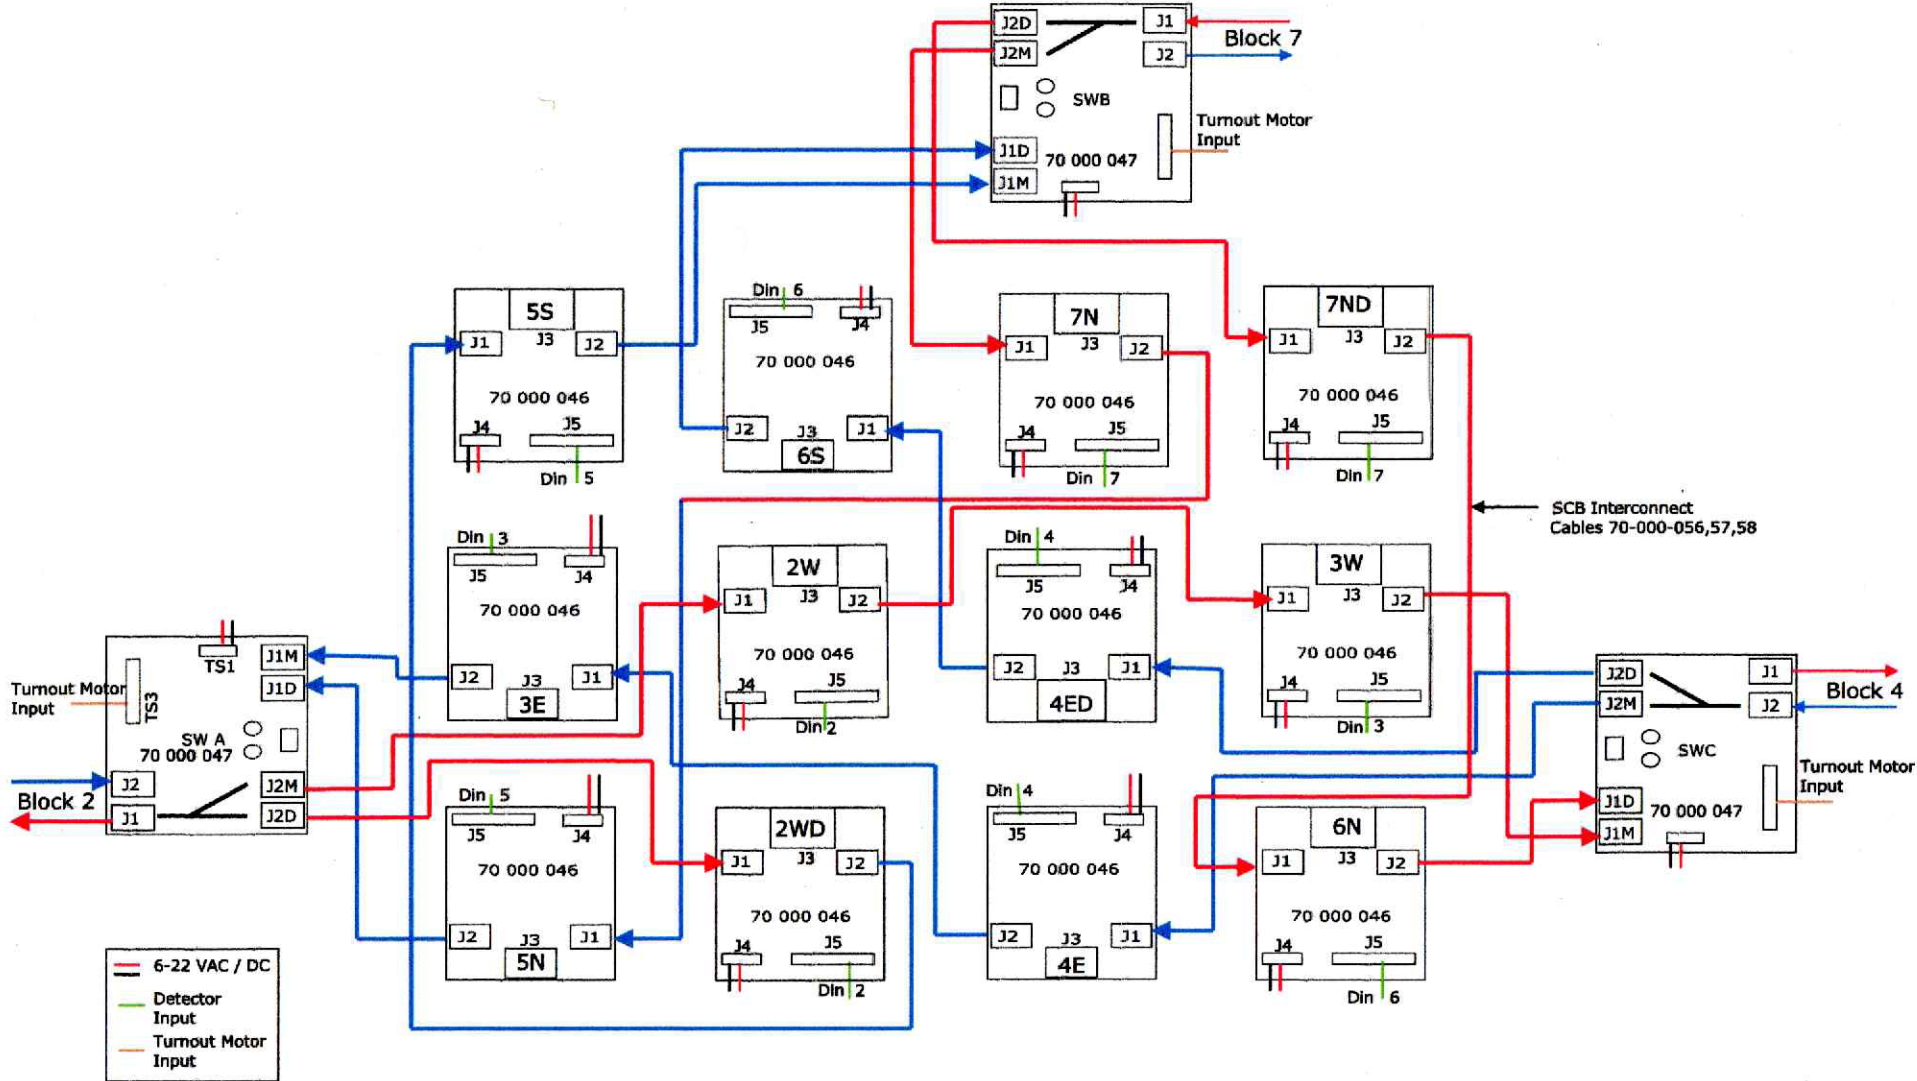 J2D
J1
J2M
Block 7
J2
SWB
Turnout Motor
Input
J1D
70 000 047
J1M
5S
J1
J3
J2
70 000 046
J4
J5
Din 5
Din 6
J5
J4
70 000 046
J2
J3
J1
6S
7N
J1
J3
J2
70 000 046
J4
J5
Din 7
7ND
J1
J3
J2
70 000 046
J4
J5
Din 7
SCB Interconnect
Cables 70-000-056,57,58
Din 3
J5
J4
70 000 046
J2
J3
J1
3E
2W
J1
J3
J2
70 000 046
J4
J5
Din 2
Din 4
J5
J4
70 000 046
J2
J3
J1
4ED
3W
J1
J3
J2
70 000 046
J4
J5
Din 3
TS1
J1M
J1D
Turnout Motor
Input
TS3
SW A
70 000 047
J2
J2M
Block 2
J1
J2D
J2D
J1
J2M
Block 4
J2
SWC
Turnout Motor
Input
J1D
70 000 047
J1M
Din 5
J5
J4
70 000 046
J2
J3
J1
5N
2WD
J1
J3
J2
70 000 046
J4
J5
Din 2
Din 4
J5
J4
70 000 046
J2
J3
J1
4E
6N
J1
J3
J2
70 000 046
J4
J5
Din 6
6-22 VAC / DC
Detector
Input
Turnout Motor
Input